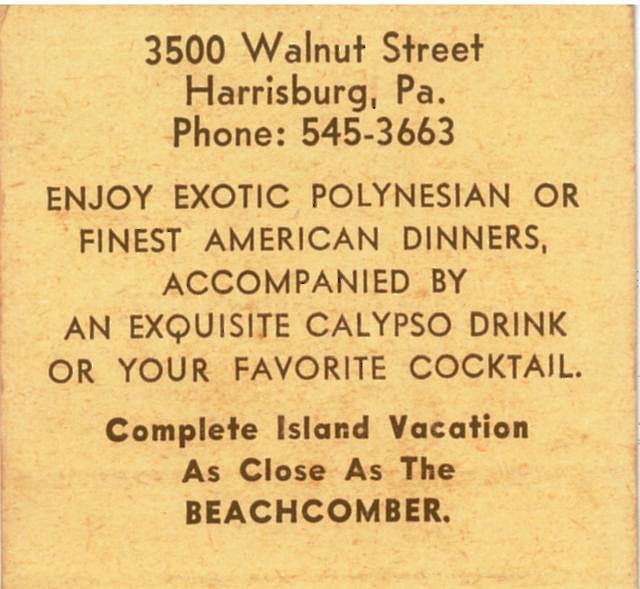 3500 Walnut Street
Harrisburg, Pa.
Phone: 545-3663
ENJOY EXOTIC POLYNESIAN OR
FINEST AMERICAN DINNERS,
ACCOMPANIED BY
AN EXQUISITE CALYPSO DRINK
OR YOUR FAVORITE COCKTAIL.
Complete Island Vacation
As Close As The
BEACHCOMBER.